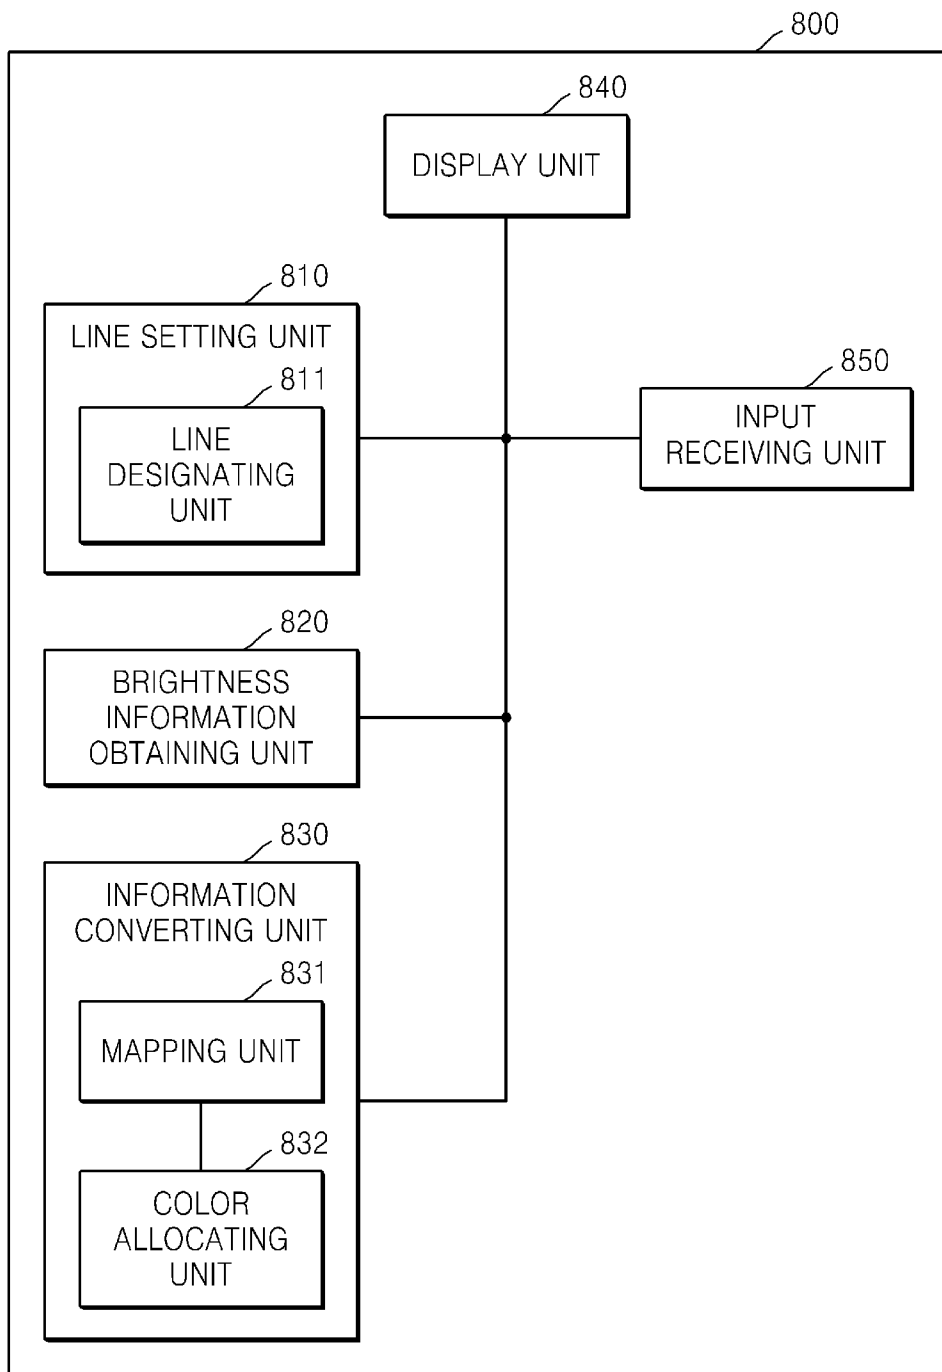 800
840
DISPLAY UNIT
810
LINE SETTING UNIT
811
LINE
DESIGNATING
UNIT
850
INPUT
RECEIVING UNIT
820
BRIGHTNESS
INFORMATION
OBTAINING UNIT
830
INFORMATION
CONVERTING UNIT
831
MAPPING UNIT
832
COLOR
ALLOCATING
UNIT